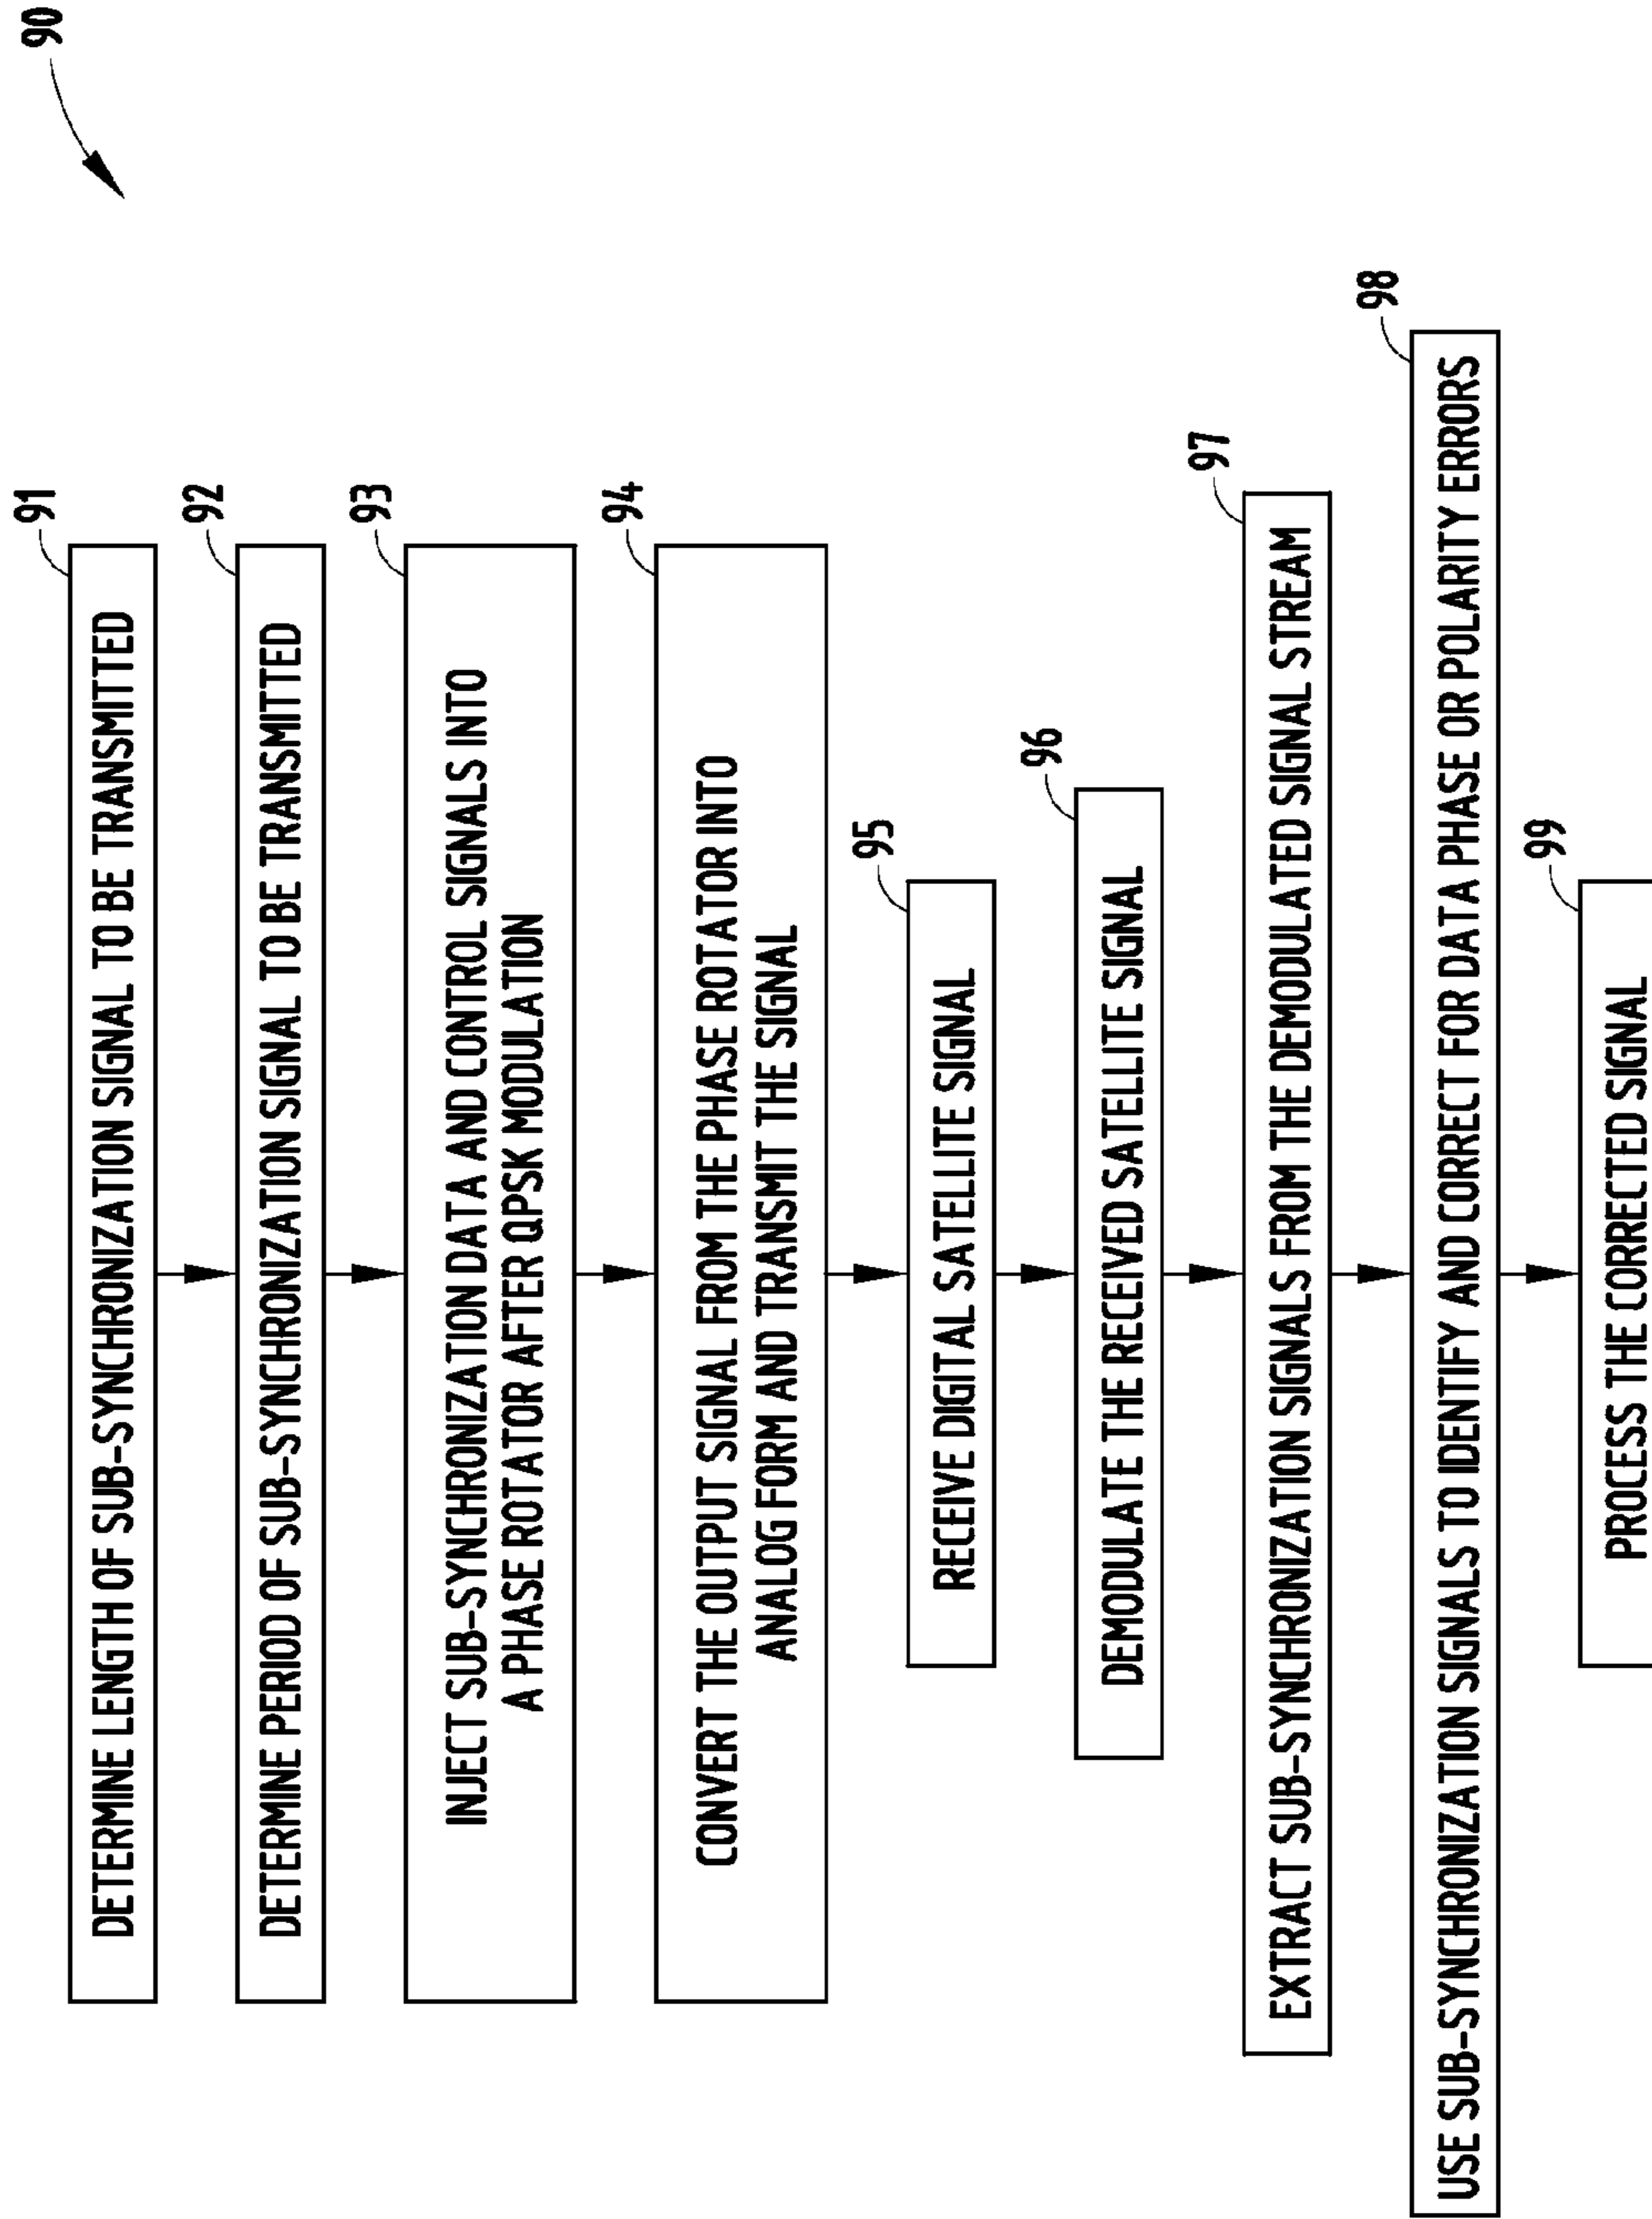 90
91
DETERMINE LENGTH OF SUB-SYNCHRONIZATION SIGNAL TO BE TRANSMITTED
92
DETERMINE PERIOD OF SUB-SYNCHRONIZATION SIGNAL TO BE TRANSMITTED
93
INJECT SUB-SYNCHRONIZATION DATA AND CONTROL SIGNALS INTO
A PHASE ROTATOR AFTER QPSK MODULATION
94
CONVERT THE OUTPUT SIGNAL FROM THE PHASE ROTATOR INTO
ANALOG FORM AND TRANSMIT THE SIGNAL
95
RECEIVE DIGITAL SATELLITE SIGNAL
96
DEMODULATE THE RECEIVED SATELLITE SIGNAL
97
EXTRACT SUB-SYNCHRONIZATION SIGNALS FROM THE DEMODULATED SIGNAL STREAM
98
USE SUB-SYNCHRONIZATION SIGNALS TO IDENTIFY AND CORRECT FOR DATA PHASE OR POLARITY ERRORS
99
PROCESS THE CORRECTED SIGNAL